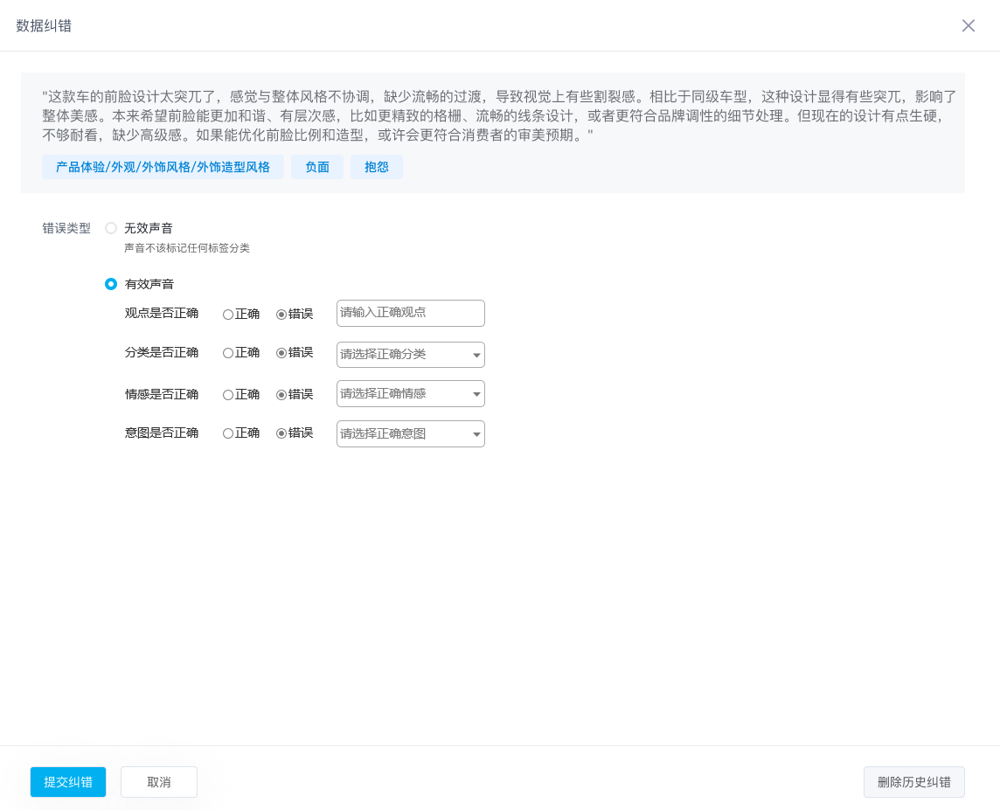 数据纠错
"这款车的前脸设计太突兀了，感觉与整体风格不协调，缺少流畅的过渡，导致视觉上有些割裂感。相比于同级车型，这种设计显得有些突兀，影响了
整体美感。本来希望前脸能更加和谐、有层次感，比如更精致的格栅、流畅的线条设计，或者更符合品牌调性的细节处理。但现在的设计有点生硬，
不够耐看，缺少高级感。如果能优化前脸比例和造型，或许会更符合消费者的审美预期。"
产品体验/外观/外饰风格/外饰造型风格 负面 抱怨
错误类型 无效声音
声音不该标记任何标签分类
有效声音
观点是否正确 正确 错误 请输入正确观点
分类是否正确 正确 错误 请选择正确分类
情感是否正确 正确 错误 请选择正确情感
意图是否正确 正确 错误 请选择正确意图
提交纠错 取消 删除历史纠错